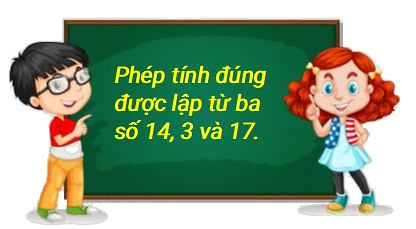 Phép tính đúng
được lập từ ba
số 14, 3 và 17.